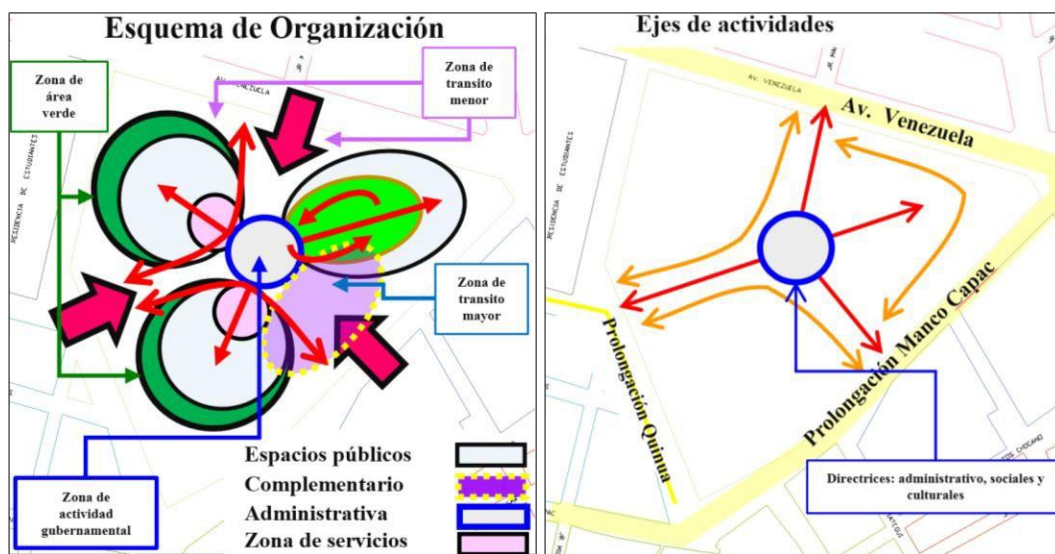 Esquema de Organización
Zona de
área
verde
Zona de
transito
menor
AV. VENEZUELA
RESIDENCIA DE ESTUDIANTES
Zona de
transito
mayor
Zona de
actividad
gubernamental
Espacios públicos
Complementario
Administrativa
Zona de servicios
Ejes de actividades
AV. VENEZUELA
Av. Venezuela
RESIDENCIA DE ESTUDIANTES
Prolongación Quinua
Prolongación Manco Capac
Directrices: administrativo, sociales y
culturales